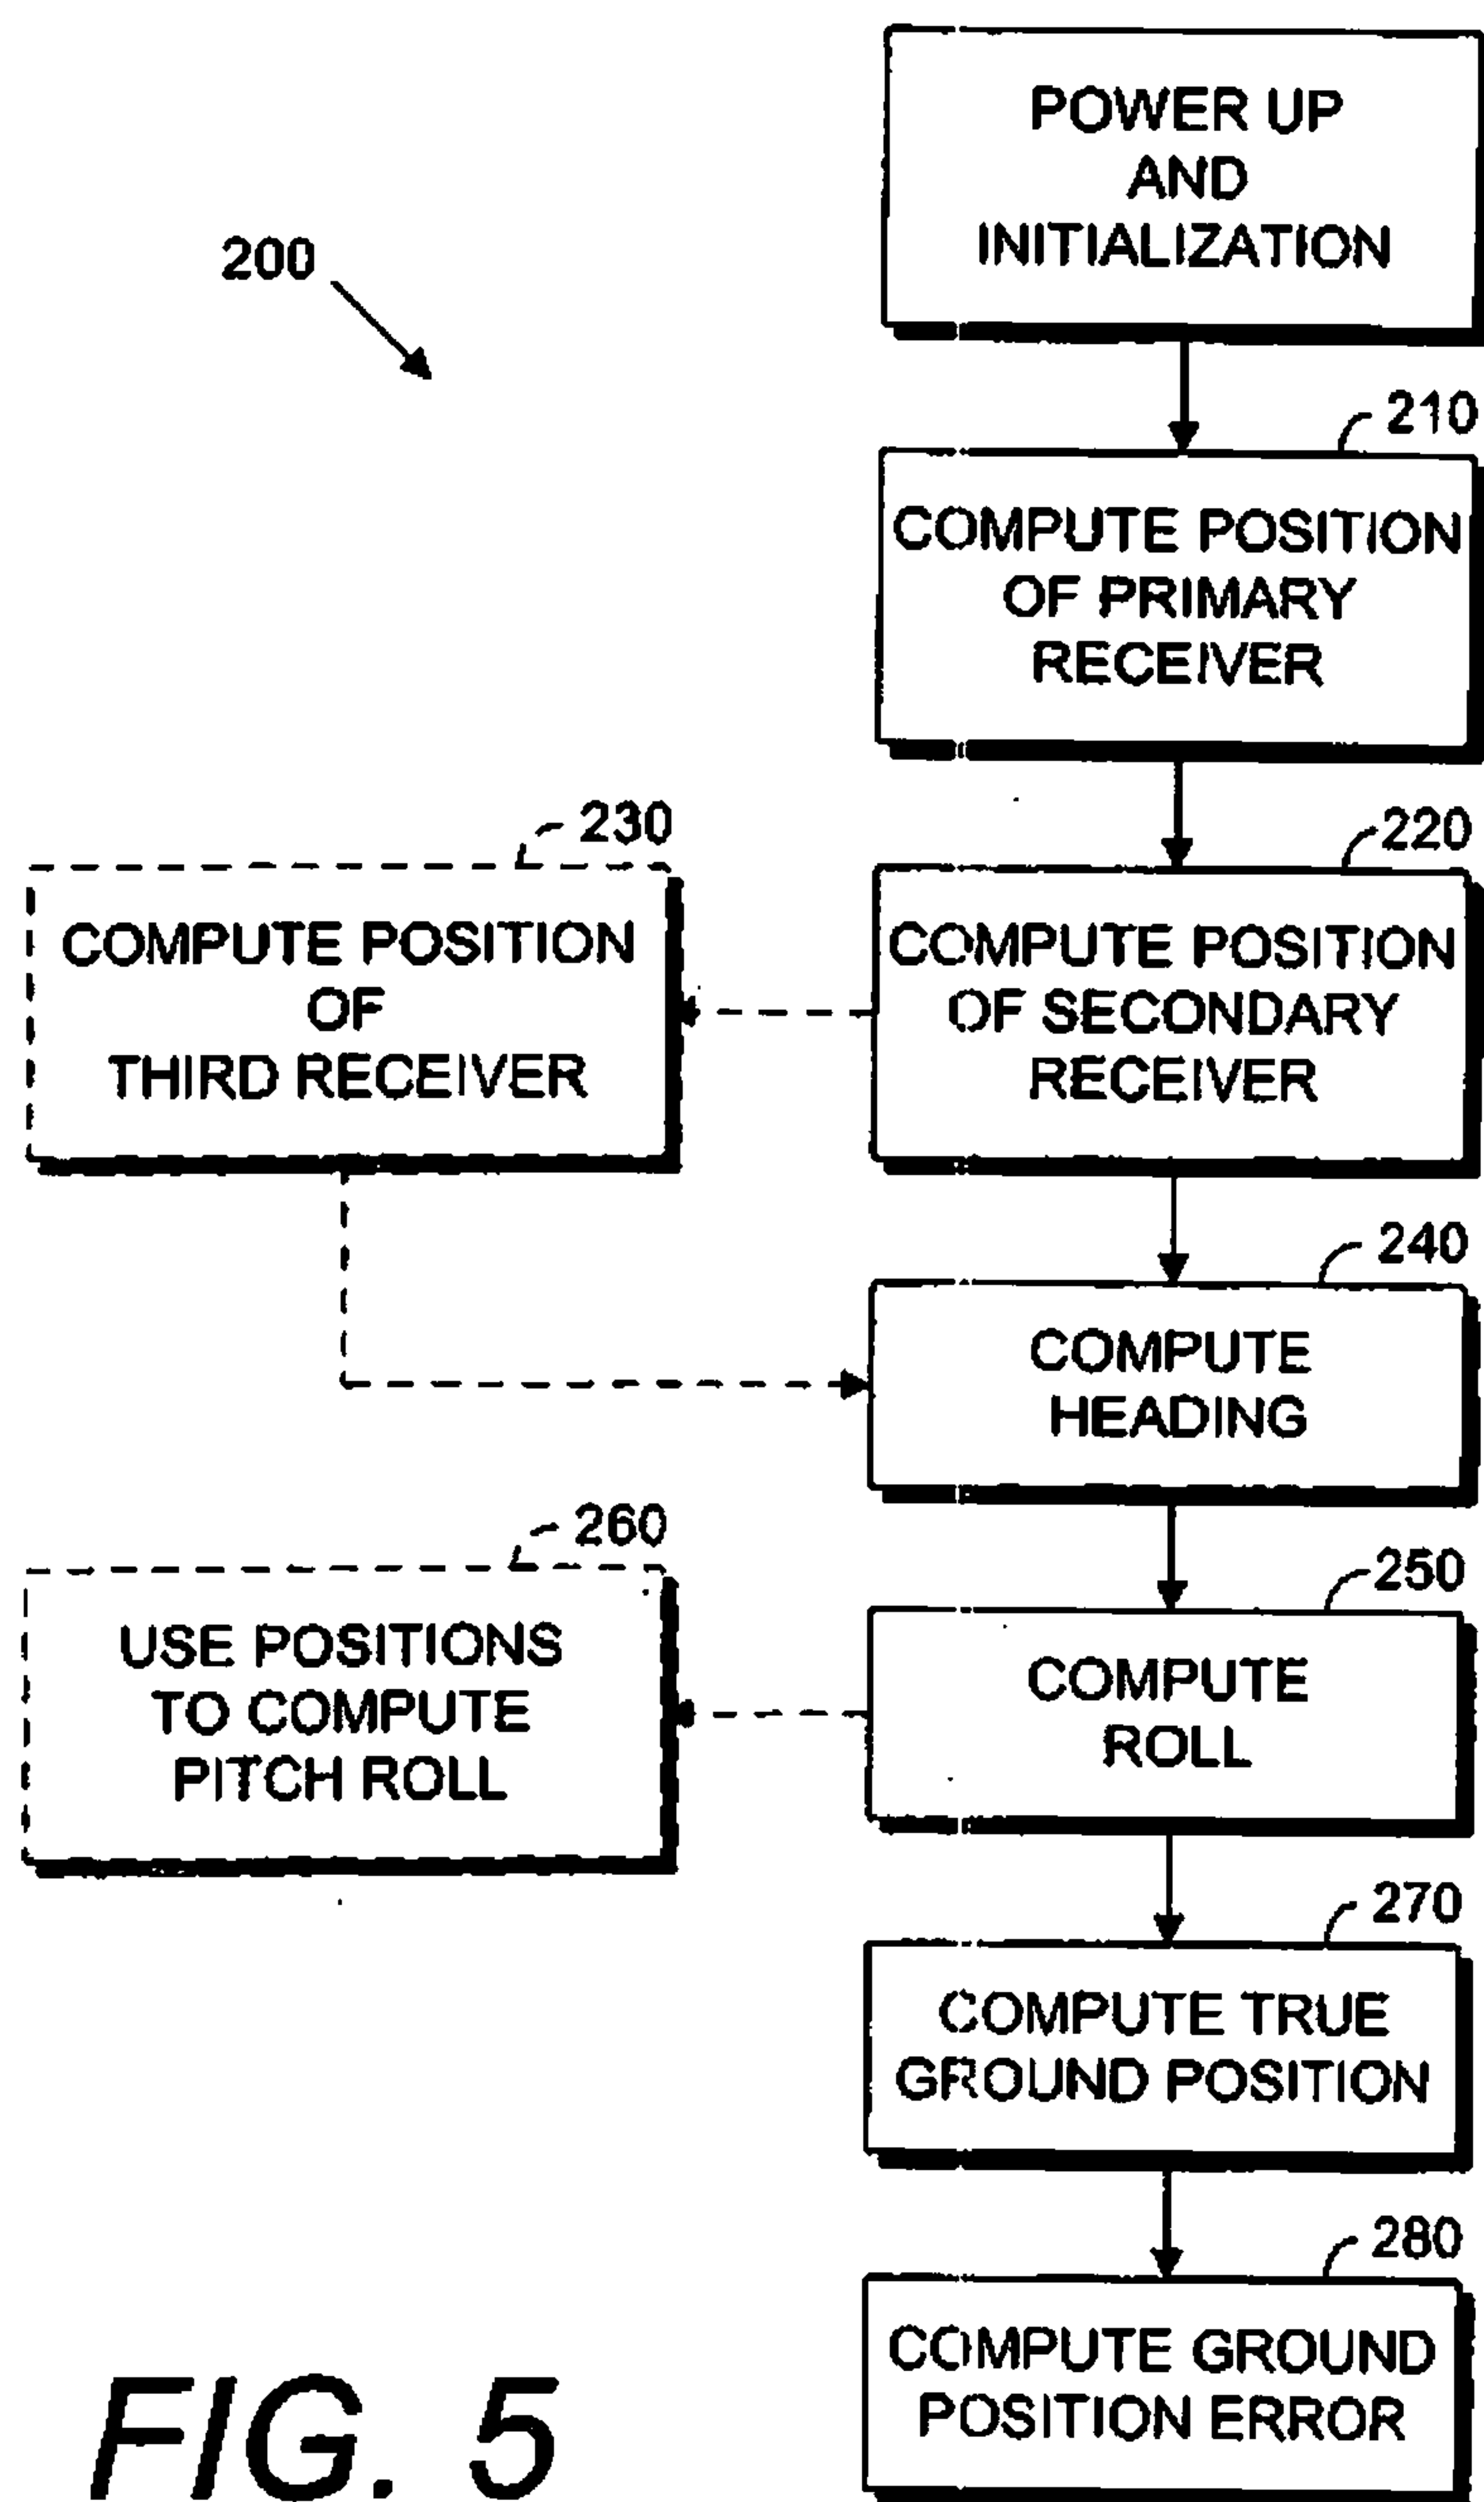 POWER UP
AND
INITIALIZATION
200
210
COMPUTE POSITION
OF PRIMARY
RECEIVER
220
COMPUTE POSITION
OF SECONDARY
RECEIVER
230
COMPUTE POSITION
OF
THIRD RECEIVER
240
COMPUTE
HEADING
250
COMPUTE
ROLL
260
USE POSITIONS
TO COMPUTE
PITCH ROLL
270
COMPUTE TRUE
GROUND POSITION
280
COMPUTE GROUND
POSITION ERROR
FIG. 5